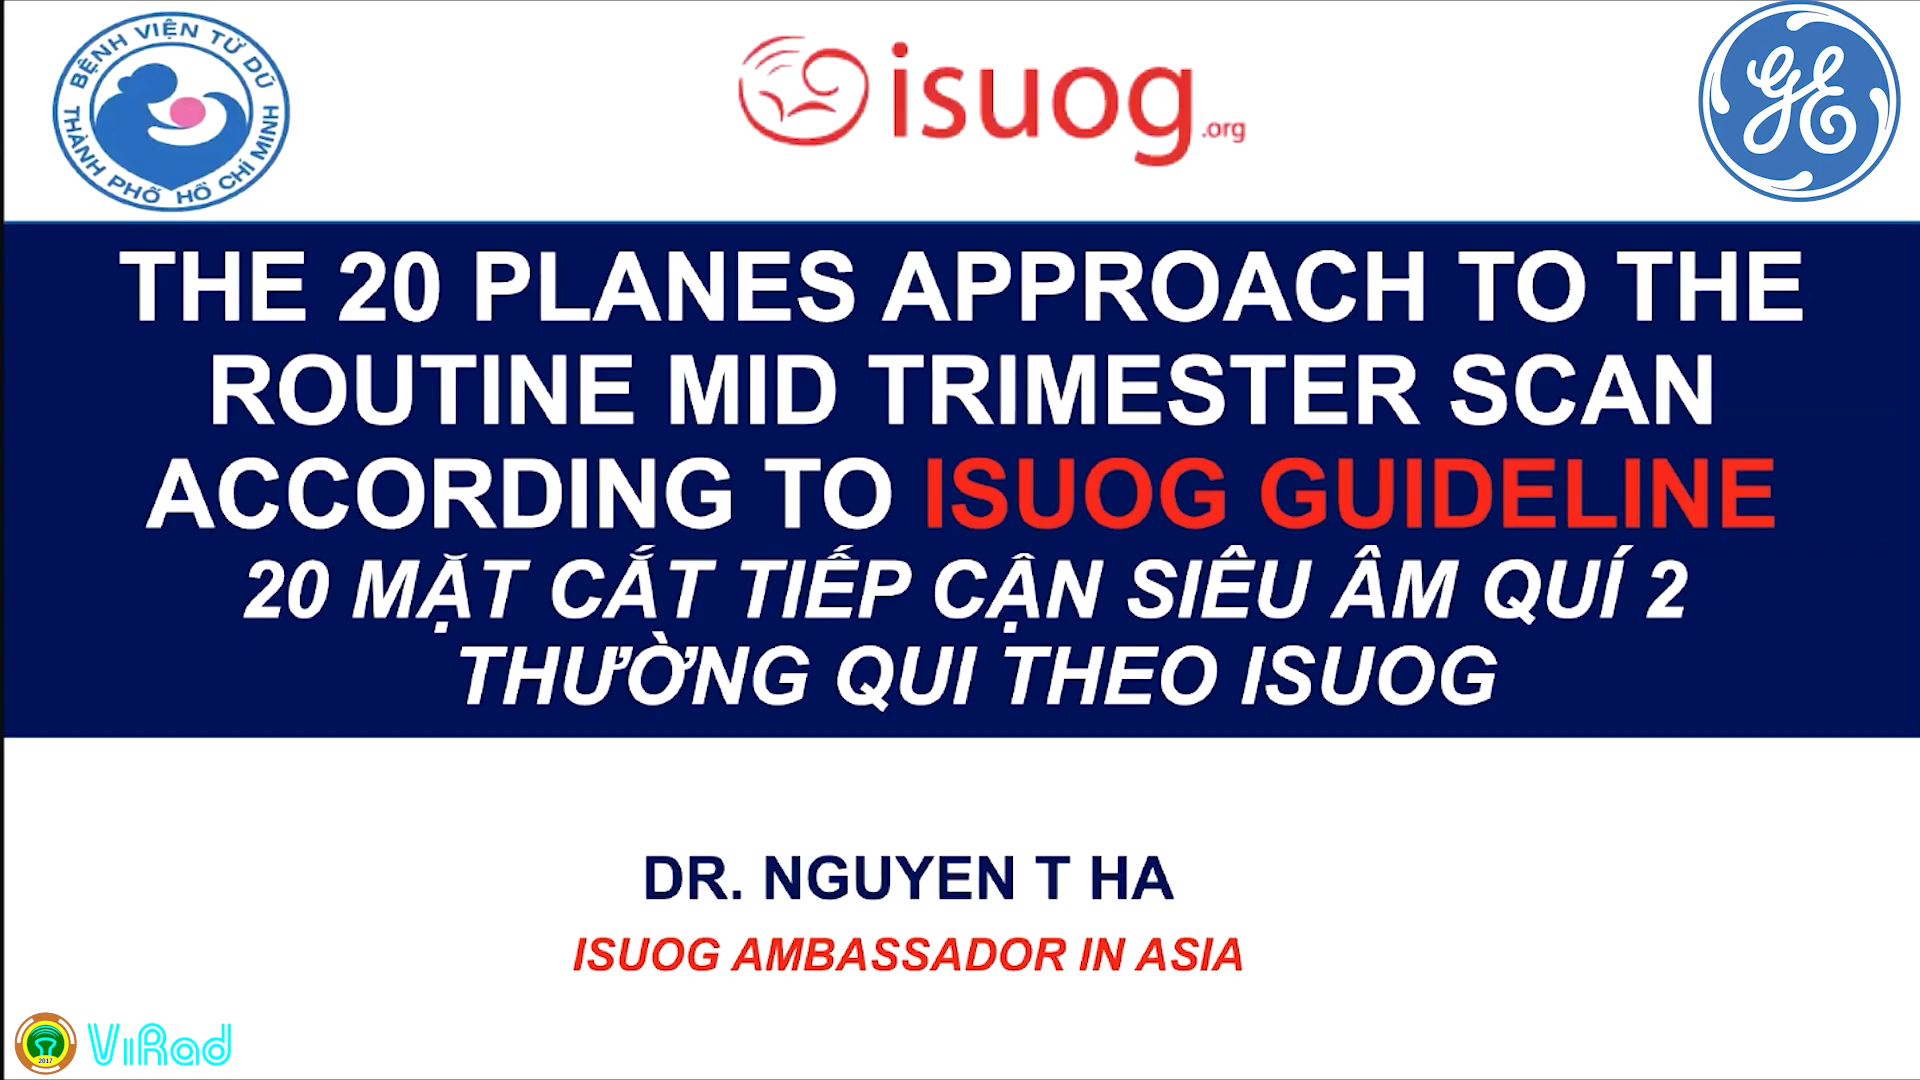 BỆNH VIỆN TỪ DŨ
THÀNH PHỐ HỒ CHÍ MINH
isuog.org
GE
THE 20 PLANES APPROACH TO THE
ROUTINE MID TRIMESTER SCAN
ACCORDING TO ISUOG GUIDELINE
20 MẶT CẮT TIẾP CẬN SIÊU ÂM QUÍ 2
THƯỜNG QUI THEO ISUOG
DR. NGUYEN T HA
ISUOG AMBASSADOR IN ASIA
2017
ViRad